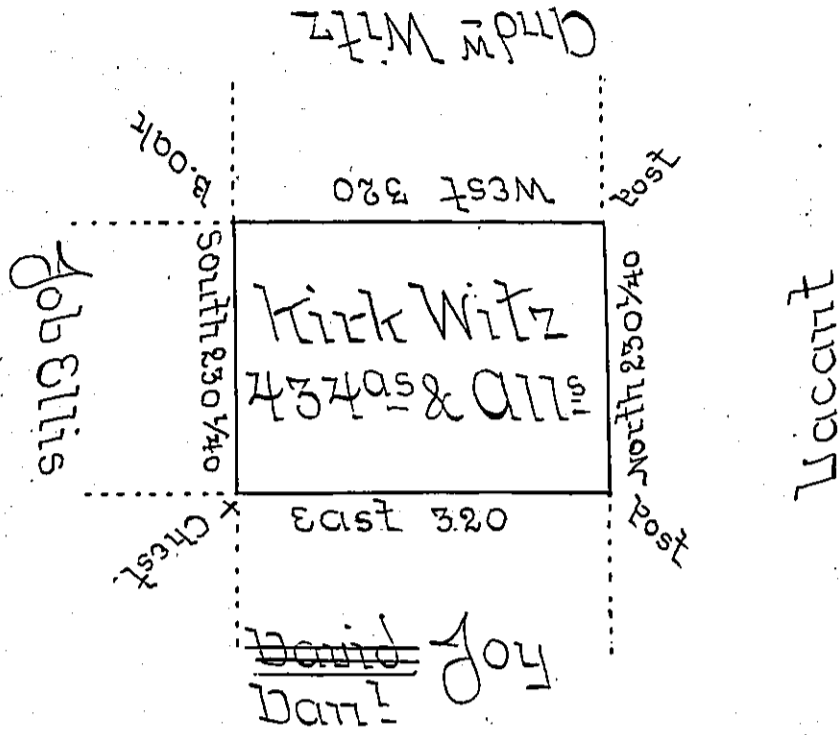 Andw Witz
B.Oak
West 320
Post
Job Ellis
South 230 1/40
Kirk Witz
434as & Alls
North 230 1/40
Vacant
X Chest.
East 320
Post
David Joy
Danl